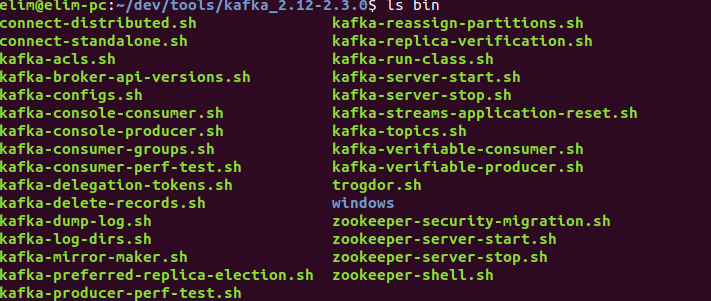 elim@elim-pc:~/dev/tools/kafka_2.12-2.3.0$ ls bin
connect-distributed.sh kafka-reassign-partitions.sh
connect-standalone.sh kafka-replica-verification.sh
kafka-acls.sh kafka-run-class.sh
kafka-broker-api-versions.sh kafka-server-start.sh
kafka-configs.sh kafka-server-stop.sh
kafka-console-consumer.sh kafka-streams-application-reset.sh
kafka-console-producer.sh kafka-topics.sh
kafka-consumer-groups.sh kafka-verifiable-consumer.sh
kafka-consumer-perf-test.sh kafka-verifiable-producer.sh
kafka-delegation-tokens.sh trogdor.sh
kafka-delete-records.sh windows
kafka-dump-log.sh zookeeper-security-migration.sh
kafka-log-dirs.sh zookeeper-server-start.sh
kafka-mirror-maker.sh zookeeper-server-stop.sh
kafka-preferred-replica-election.sh zookeeper-shell.sh
kafka-producer-perf-test.sh